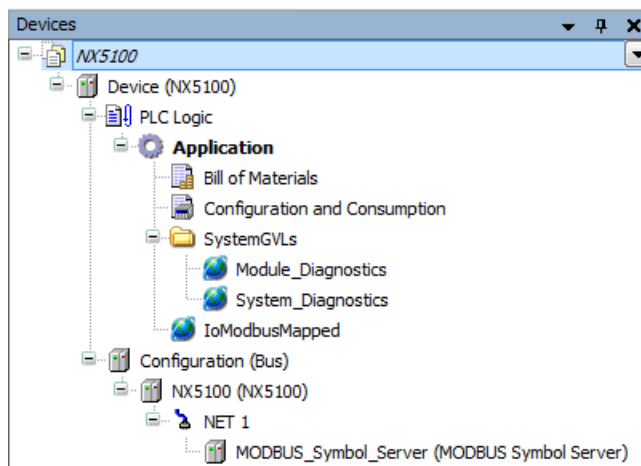 Devices
NX5100
Device (NX5100)
PLC Logic
Application
Bill of Materials
Configuration and Consumption
SystemGVLs
Module_Diagnostics
System_Diagnostics
IoModbusMapped
Configuration (Bus)
NX5100 (NX5100)
NET 1
MODBUS_Symbol_Server (MODBUS Symbol Server)